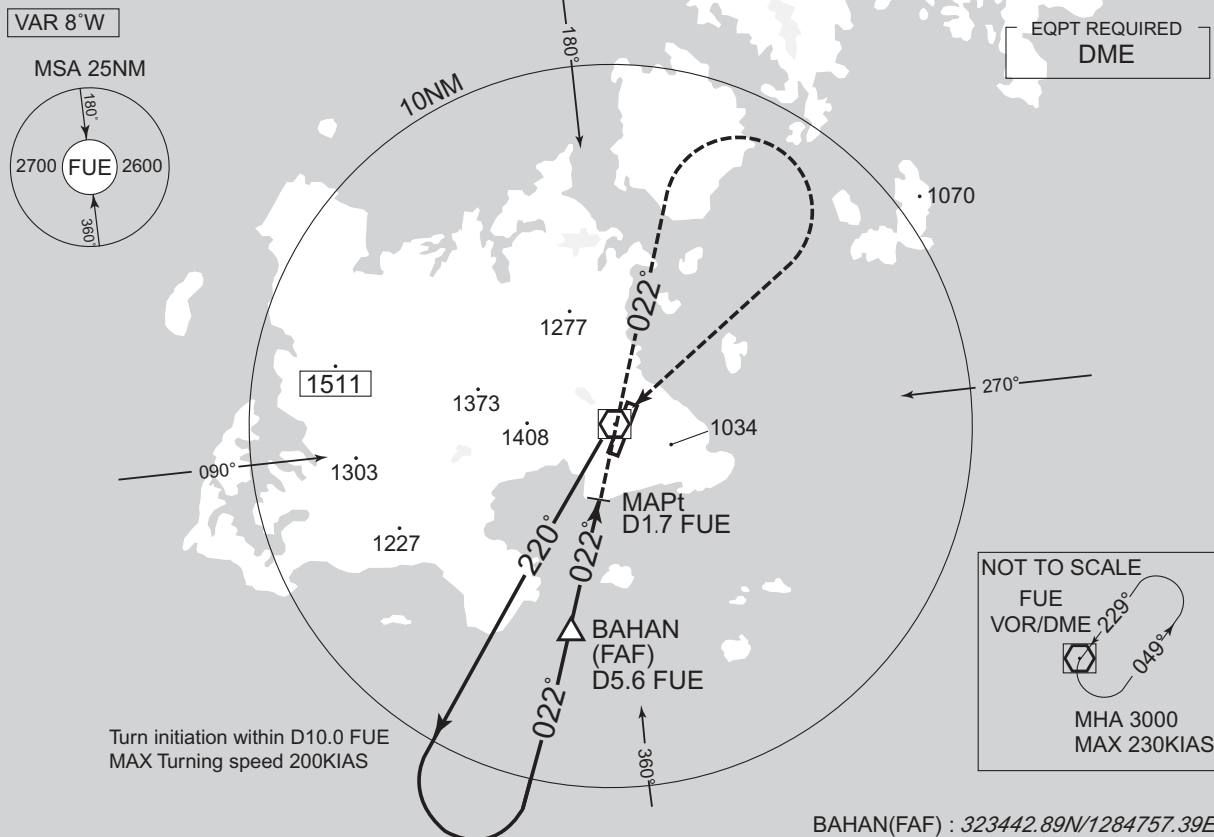 VAR 8°W
MSA 25NM
180°
2700
FUE
2600
360°
180°
10NM
EQPT REQUIRED
DME
1070
022°
1277
1511
1373
1408
1034
270°
090°
1303
MAPt
D1.7 FUE
1227
220°
022°
BAHAN
(FAF)
D5.6 FUE
022°
360°
Turn initiation within D10.0 FUE
MAX Turning speed 200KIAS
NOT TO SCALE
FUE
VOR/DME
229°
049°
MHA 3000
MAX 230KIAS
BAHAN(FAF) : 323442.89N/1284757.39E